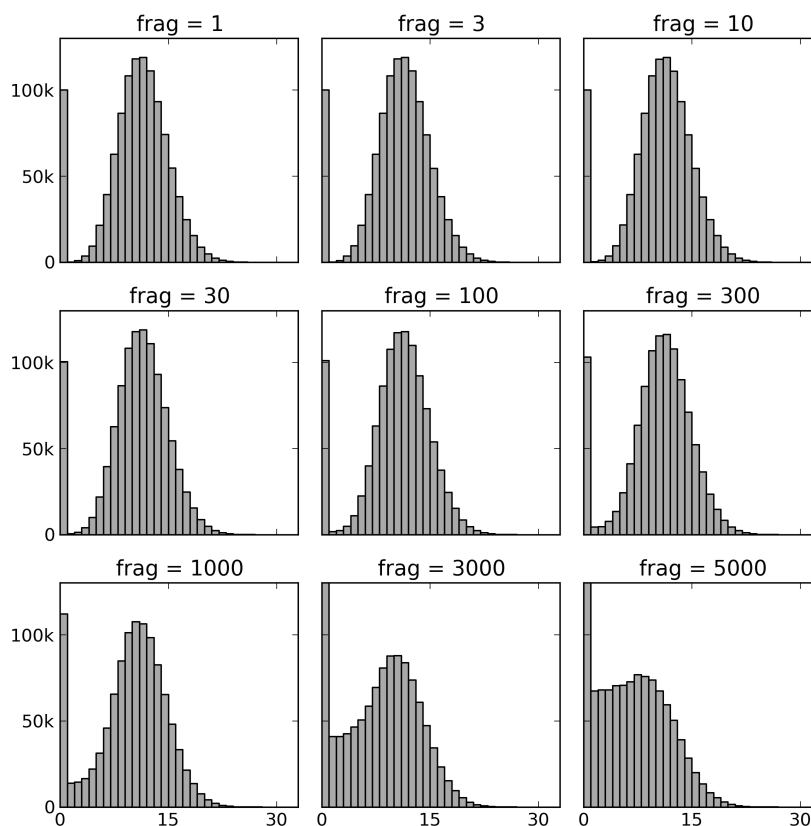 frag = 1
frag = 3
frag = 10
100k
50k
0
frag = 30
frag = 100
frag = 300
100k
50k
0
frag = 1000
frag = 3000
frag = 5000
100k
50k
0
0 15 30 0 15 30 0 15 30